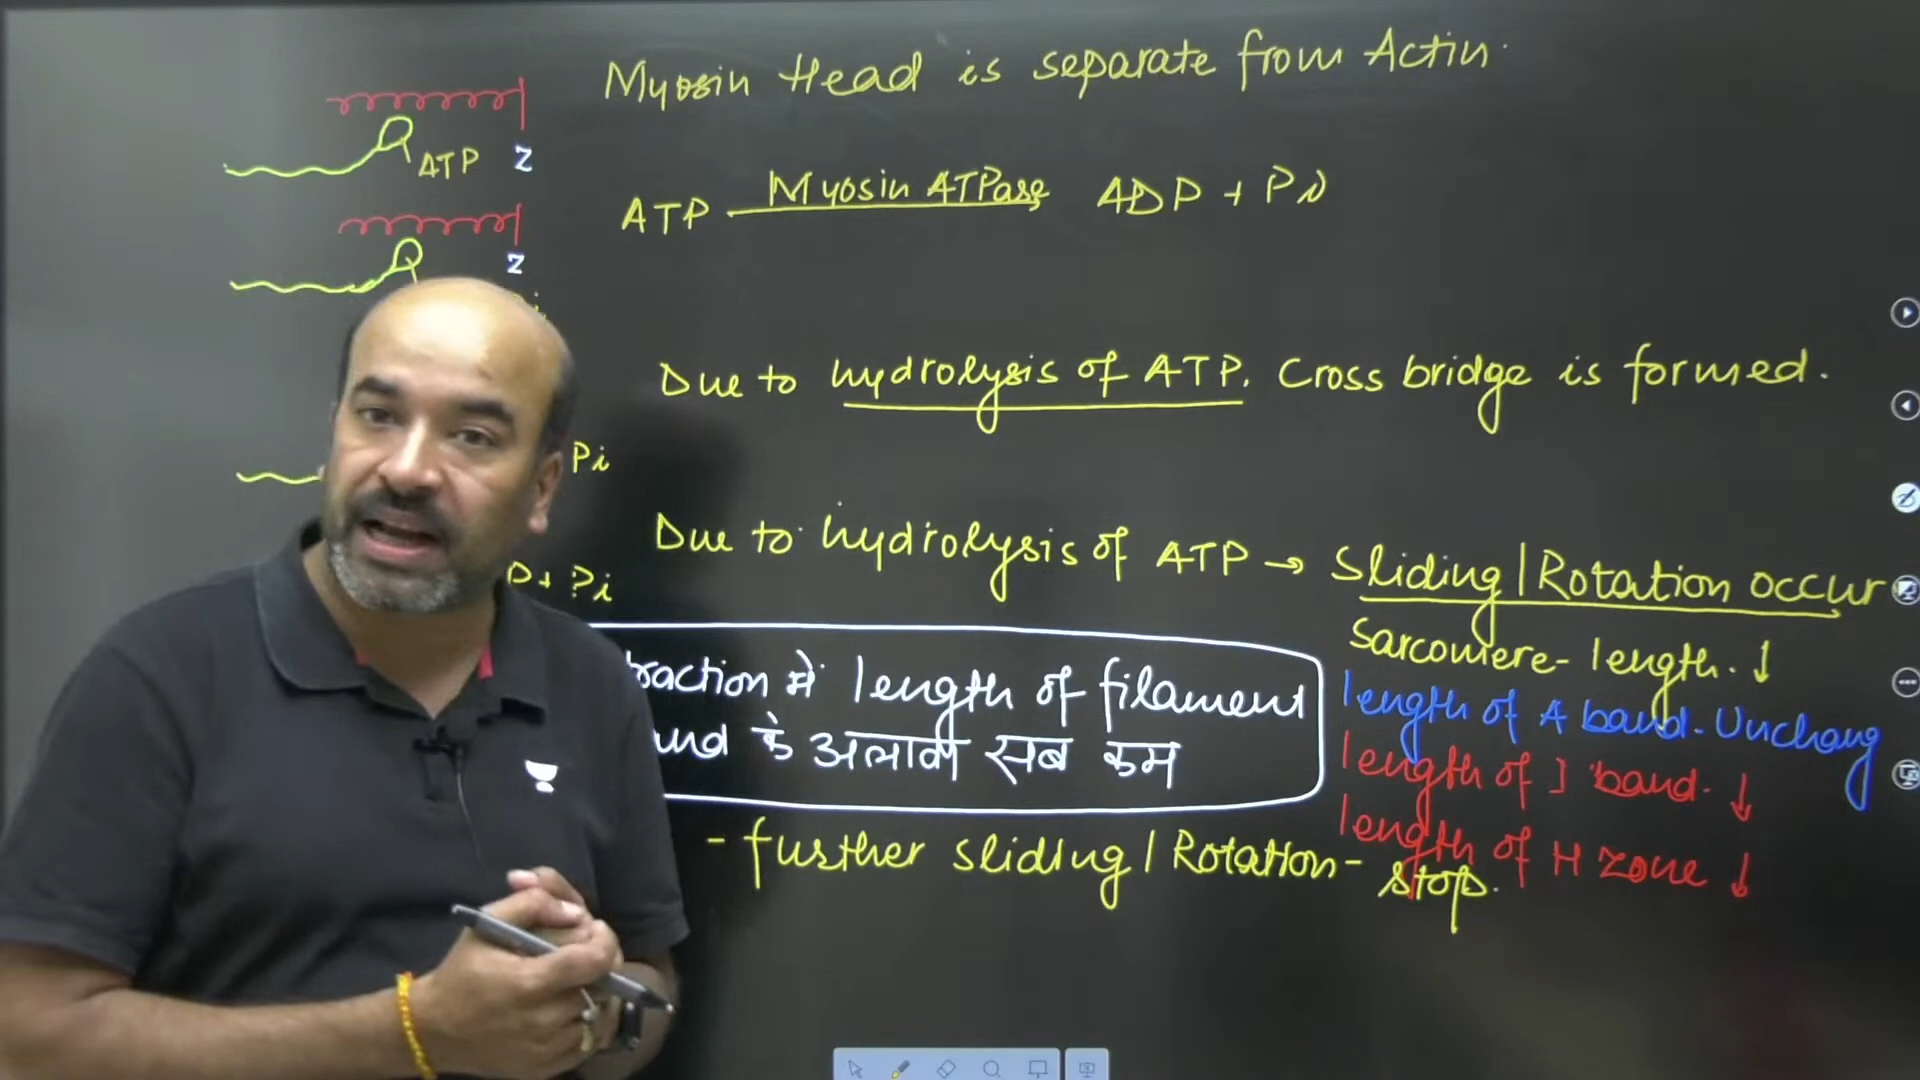 Myosin Head is separate from Actin.
ATP Z
ATP Myosin ATPase ADP + Pi
Z
Due to hydrolysis of ATP. Cross bridge is formed.
Pi
Due to hydrolysis of ATP → Sliding / Rotation occur
+ Pi
Sarcomere - length. ↓
raction में length of filament
length of A band. Unchang
के अलावा सब कम
length of I band. ↓
length of H zone ↓
- further sliding / Rotation - stop.